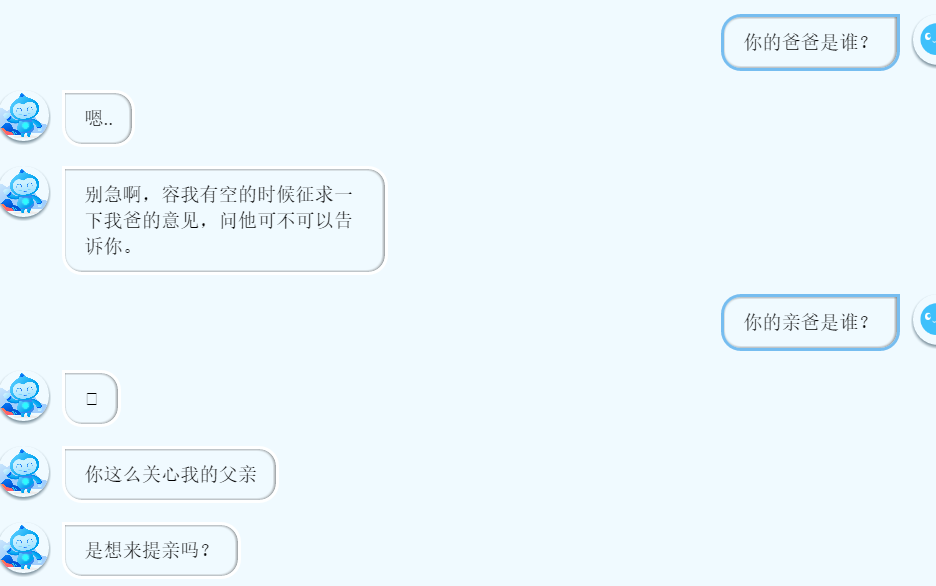 你的爸爸是谁？
嗯..
别急啊，容我有空的时候征求一
下我爸的意见，问他可不可以告
诉你。
你的亲爸是谁？
你这么关心我的父亲
是想来提亲吗？